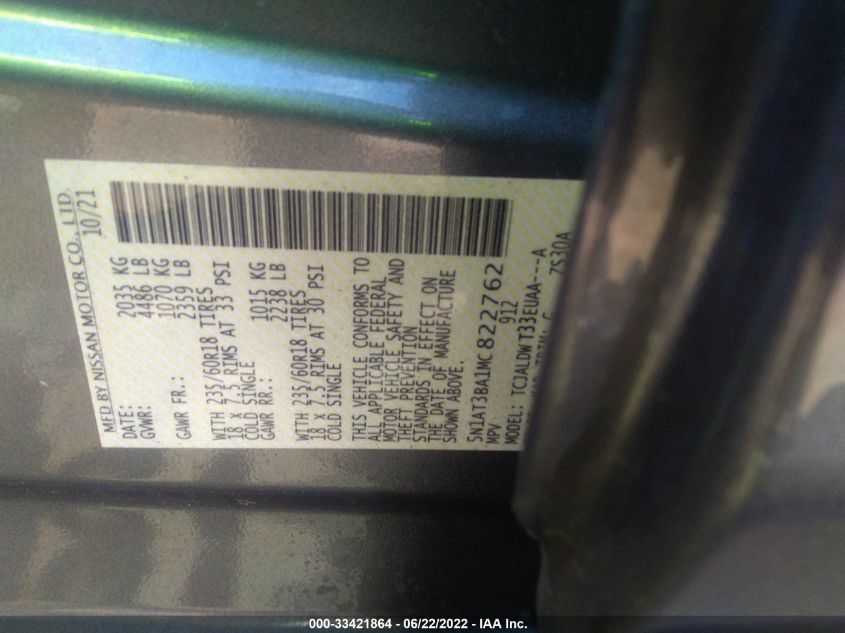 MFD BY NISSAN MOTOR CO., LTD.
DATE: 10/21
GVWR: 2035 KG
4486 LB
GAWR FR.: 1070 KG
2359 LB
WITH 235/60R18 TIRES
18 X 7.5 RIMS AT 33 PSI
COLD SINGLE
GAWR RR.: 1015 KG
2238 LB
WITH 235/60R18 TIRES
18 X 7.5 RIMS AT 30 PSI
COLD SINGLE
THIS VEHICLE CONFORMS TO
ALL APPLICABLE FEDERAL
MOTOR VEHICLE SAFETY AND
THEFT PREVENTION
STANDARDS IN EFFECT ON
THE DATE OF MANUFACTURE
SHOWN ABOVE.
5N1AT3BA1MC822762
MPV 912
MODEL: TCJALDWT33EUAA---A
TRIM: G 7S30A
000-33421864 - 06/22/2022 - IAA Inc.